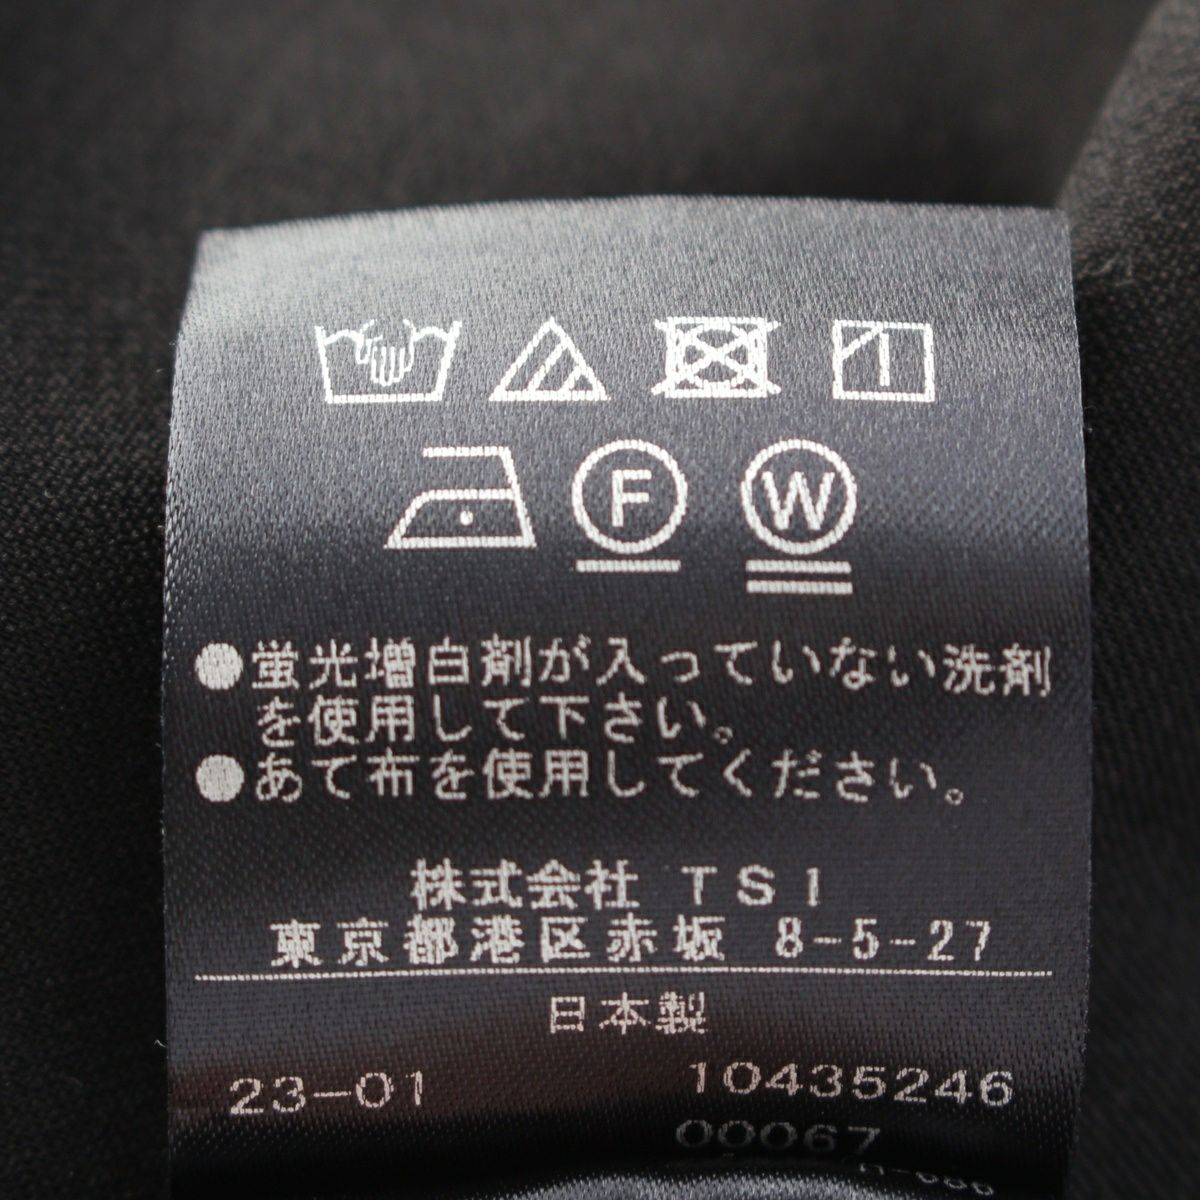 F W
●蛍光増白剤が入っていない洗剤
を使用して下さい。
●あて布を使用してください。
株式会社 TSI
東京都港区赤坂 8-5-27
日本製
23-01 10435246
00067